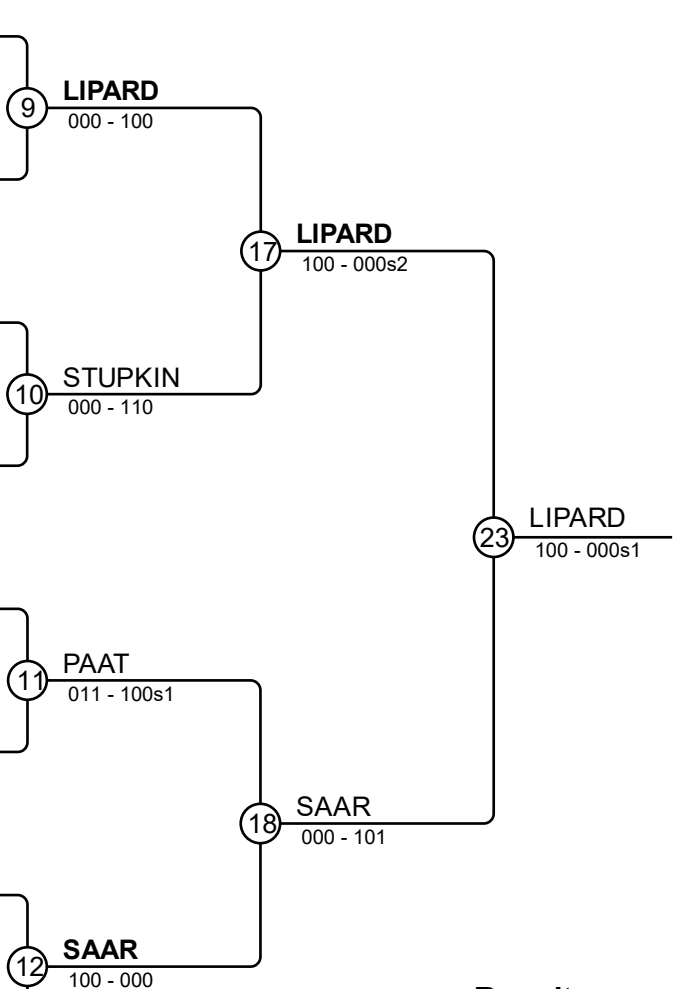 9
LIPARD
000 - 100
17
LIPARD
100 - 000s2
10
STUPKIN
000 - 110
23
LIPARD
100 - 000s1
11
PAAT
011 - 100s1
18
SAAR
000 - 101
12
SAAR
100 - 000